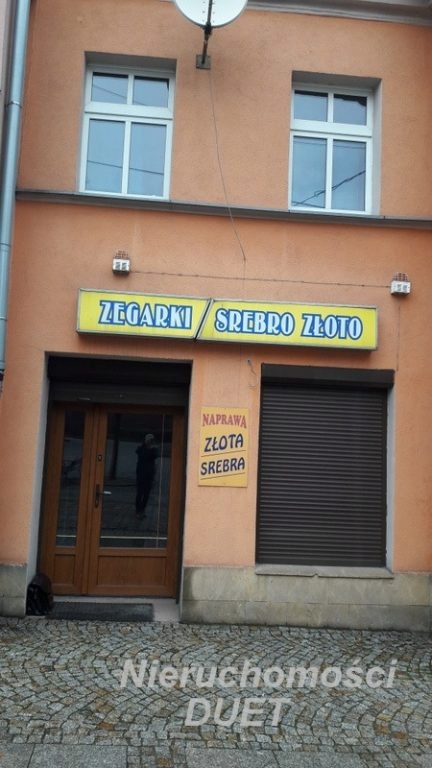 ZEGARKI / SREBRO ZŁOTO
NAPRAWA
ZŁOTA
SREBRA
Nieruchomości
DUET